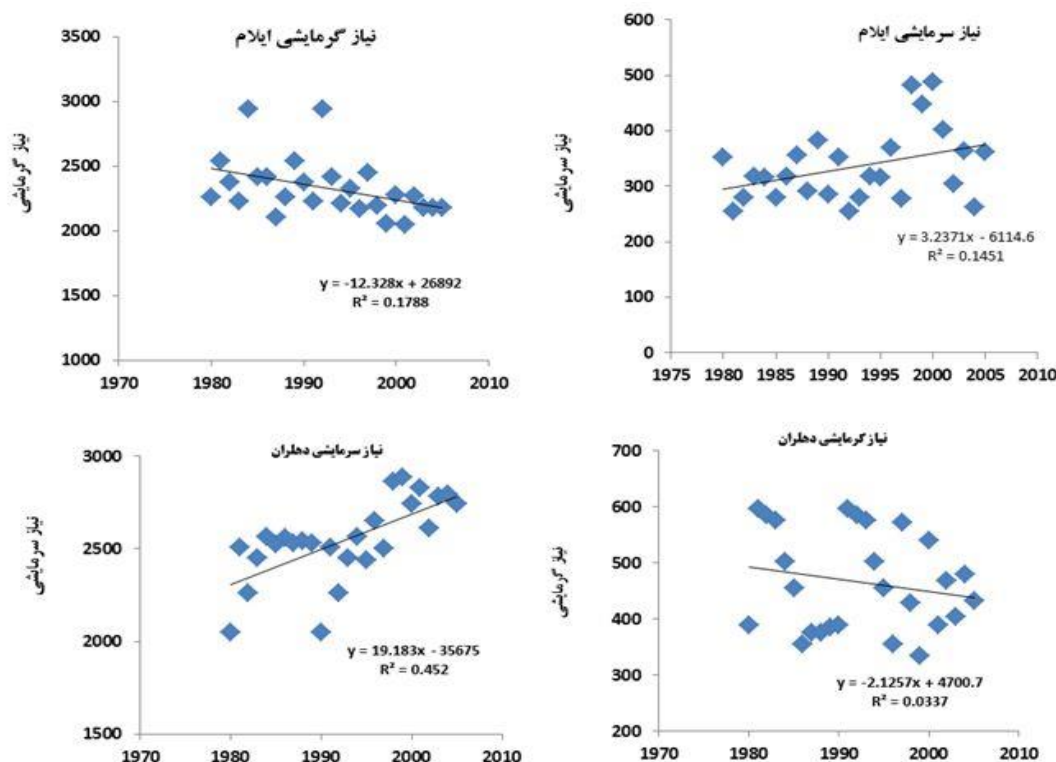 نیاز گرمایشی ایلام
نیاز گرمایشی
3500
3000
2500
2000
1500
1000
1970 1980 1990 2000 2010
y = -12.328x + 26892
R² = 0.1788
نیاز سرمایشی ایلام
نیاز سرمایشی
600
500
400
300
200
100
0
1975 1980 1985 1990 1995 2000 2005 2010
y = 3.2371x - 6114.6
R² = 0.1451
نیاز سرمایشی دهلران
نیاز سرمایشی
3000
2500
2000
1500
1970 1980 1990 2000 2010
y = 19.183x - 35675
R² = 0.452
نیاز گرمایشی دهلران
نیاز گرمایشی
700
600
500
400
300
200
1970 1980 1990 2000 2010
y = -2.1257x + 4700.7
R² = 0.0337